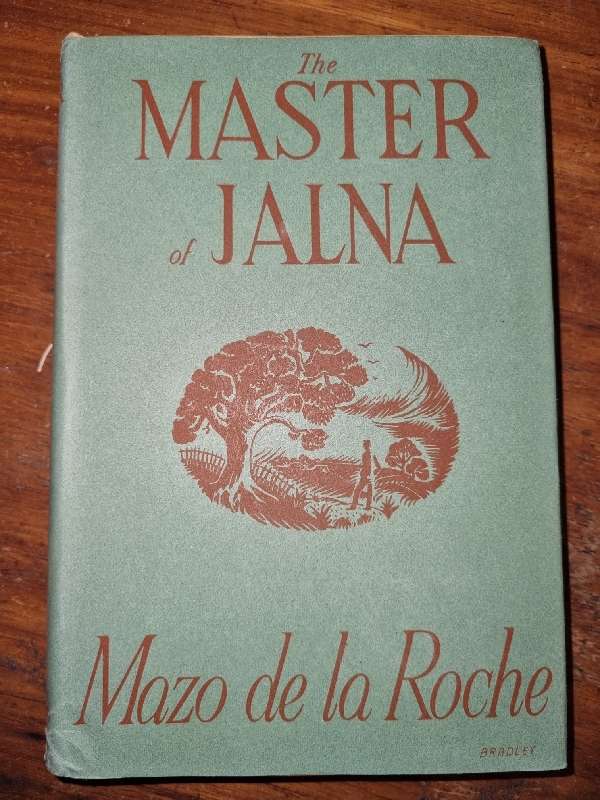 The
MASTER
of JALNA
Mazo de la Roche
BRADLEY